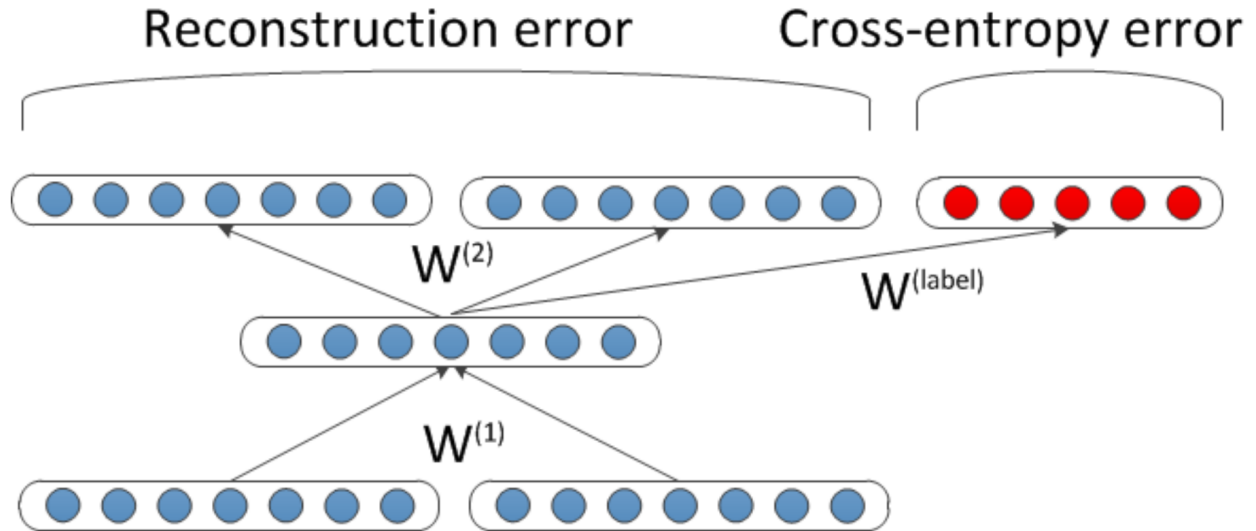 Reconstruction error
Cross-entropy error
W(2)
W(label)
W(1)